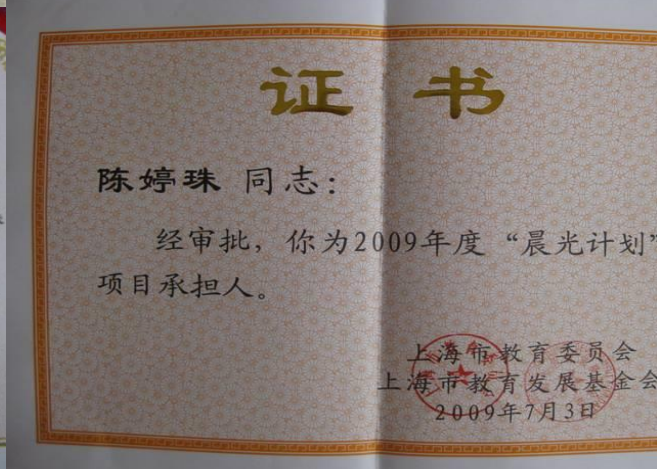 证书
陈婷珠 同志：
经审批，你为2009年度“晨光计划”
项目承担人。
上海市教育委员会
上海市教育发展基金会
2009年7月3日